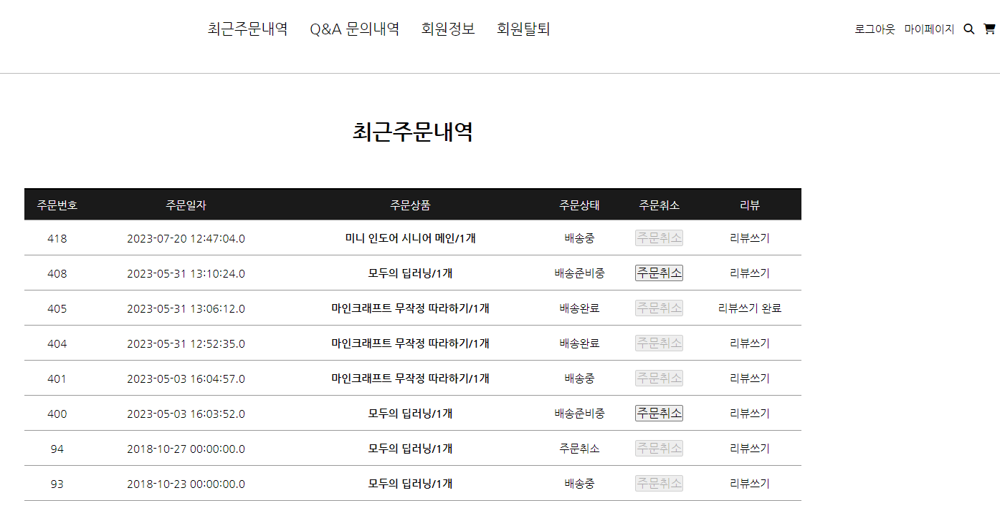 최근주문내역 Q&A 문의내역 회원정보 회원탈퇴 로그아웃 마이페이지
최근주문내역
주문번호 주문일자 주문상품 주문상태 주문취소 리뷰
418 2023-07-20 12:47:04.0 미니 인도어 시니어 메인/1개 배송중 주문취소 리뷰쓰기
408 2023-05-31 13:10:24.0 모두의 딥러닝/1개 배송준비중 주문취소 리뷰쓰기
405 2023-05-31 13:06:12.0 마인크래프트 무작정 따라하기/1개 배송완료 주문취소 리뷰쓰기 완료
404 2023-05-31 12:52:35.0 마인크래프트 무작정 따라하기/1개 배송완료 주문취소 리뷰쓰기
401 2023-05-03 16:04:57.0 마인크래프트 무작정 따라하기/1개 배송중 주문취소 리뷰쓰기
400 2023-05-03 16:03:52.0 모두의 딥러닝/1개 배송준비중 주문취소 리뷰쓰기
94 2018-10-27 00:00:00.0 모두의 딥러닝/1개 주문취소 주문취소 리뷰쓰기
93 2018-10-23 00:00:00.0 모두의 딥러닝/1개 배송중 주문취소 리뷰쓰기